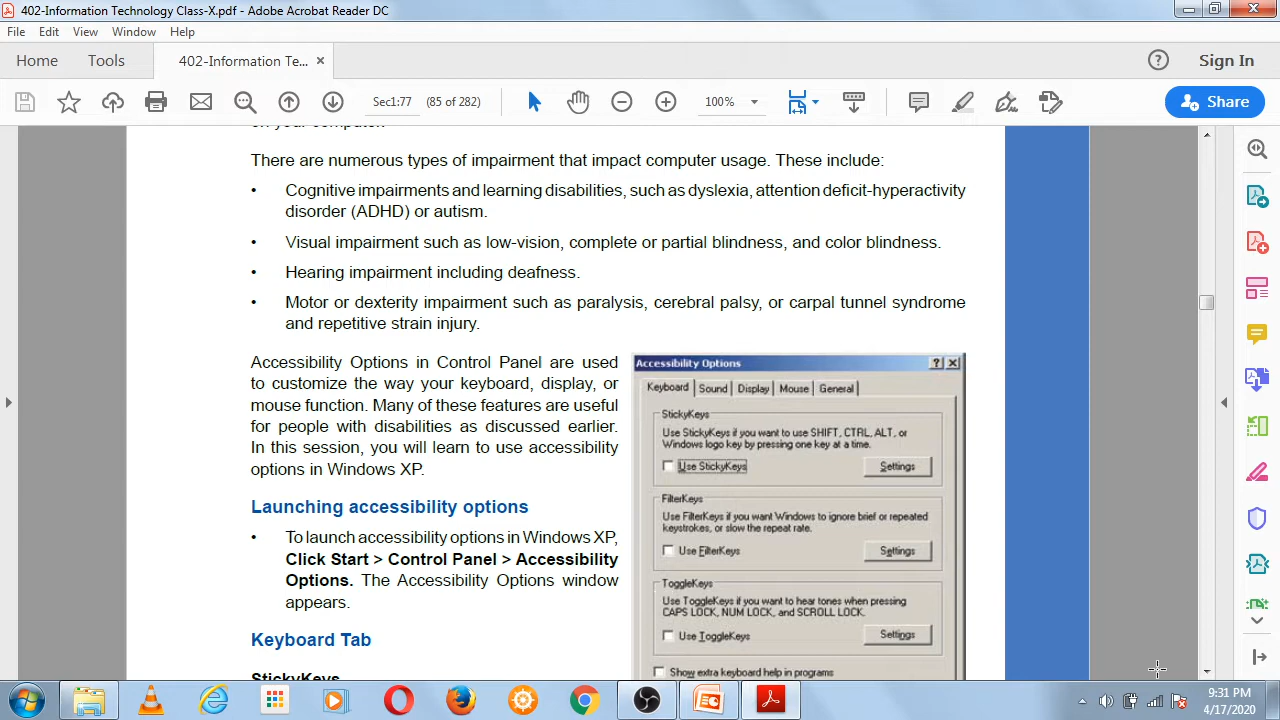 402-Information Technology Class-X.pdf - Adobe Acrobat Reader DC
File Edit View Window Help
Home Tools 402-Information Te... × ? Sign In
Sec1:77 (85 of 282) 100% Share
on your computer.
There are numerous types of impairment that impact computer usage. These include:
• Cognitive impairments and learning disabilities, such as dyslexia, attention deficit-hyperactivity
disorder (ADHD) or autism.
• Visual impairment such as low-vision, complete or partial blindness, and color blindness.
• Hearing impairment including deafness.
• Motor or dexterity impairment such as paralysis, cerebral palsy, or carpal tunnel syndrome
and repetitive strain injury.
Accessibility Options in Control Panel are used
to customize the way your keyboard, display, or
mouse function. Many of these features are useful
for people with disabilities as discussed earlier.
In this session, you will learn to use accessibility
options in Windows XP.
Launching accessibility options
• To launch accessibility options in Windows XP,
Click Start > Control Panel > Accessibility
Options. The Accessibility Options window
appears.
Keyboard Tab
StickyKeys
Accessibility Options
Keyboard Sound Display Mouse General
StickyKeys
Use StickyKeys if you want to use SHIFT, CTRL, ALT, or
Windows logo key by pressing one key at a time.
Use StickyKeys Settings
FilterKeys
Use FilterKeys if you want Windows to ignore brief or repeated
keystrokes, or slow the repeat rate.
Use FilterKeys Settings
ToggleKeys
Use ToggleKeys if you want to hear tones when pressing
CAPS LOCK, NUM LOCK, and SCROLL LOCK.
Use ToggleKeys Settings
Show extra keyboard help in programs
9:31 PM
4/17/2020